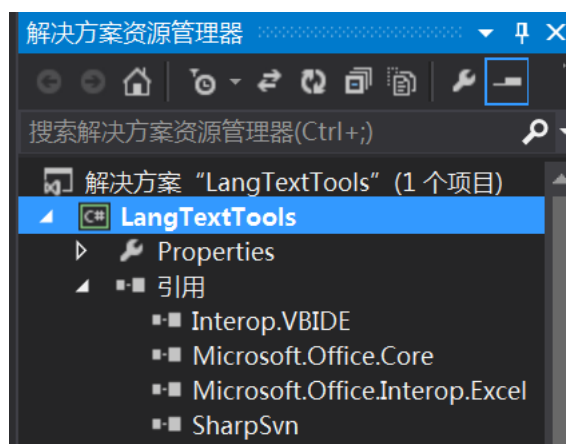 解决方案资源管理器
搜索解决方案资源管理器(Ctrl+;)
解决方案 “LangTextTools” (1 个项目)
C# LangTextTools
Properties
引用
Interop.VBIDE
Microsoft.Office.Core
Microsoft.Office.Interop.Excel
SharpSvn